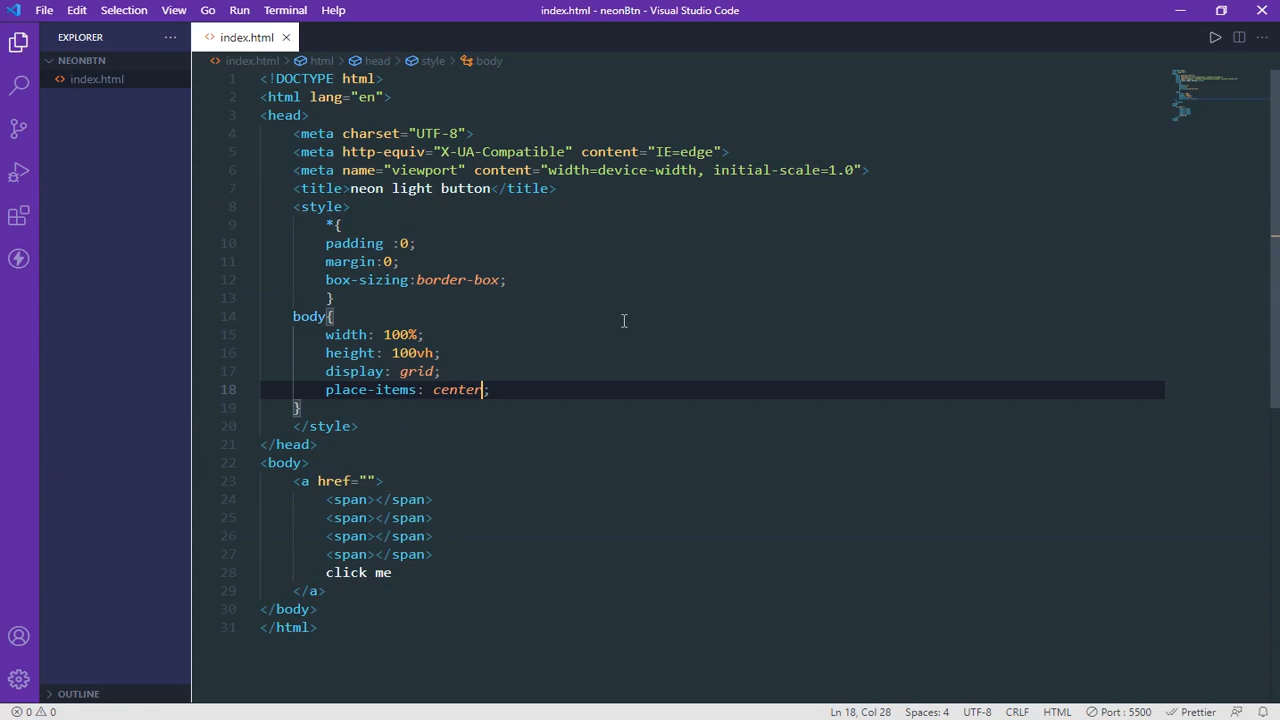 File Edit Selection View Go Run Terminal Help
index.html - neonBtn - Visual Studio Code
EXPLORER
index.html
NEONBTN
index.html
OUTLINE
index.html > html > head > style > body
1 <!DOCTYPE html>
2 <html lang="en">
3 <head>
4 <meta charset="UTF-8">
5 <meta http-equiv="X-UA-Compatible" content="IE=edge">
6 <meta name="viewport" content="width=device-width, initial-scale=1.0">
7 <title>neon light button</title>
8 <style>
9 *{
10 padding :0;
11 margin:0;
12 box-sizing:border-box;
13 }
14 body{
15 width: 100%;
16 height: 100vh;
17 display: grid;
18 place-items: center;
19 }
20 </style>
21 </head>
22 <body>
23 <a href="">
24 <span></span>
25 <span></span>
26 <span></span>
27 <span></span>
28 click me
29 </a>
30 </body>
31 </html>
0 0
Ln 18, Col 28 Spaces: 4 UTF-8 CRLF HTML Port : 5500 Prettier